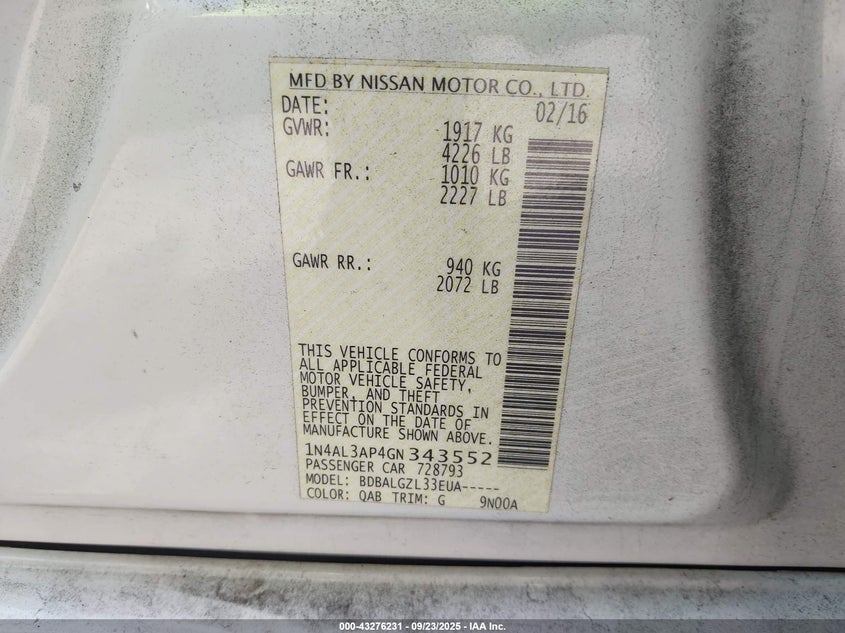 MFD BY NISSAN MOTOR CO., LTD.
DATE: 02/16
GVWR: 1917 KG
4226 LB
GAWR FR.: 1010 KG
2227 LB
GAWR RR.: 940 KG
2072 LB
THIS VEHICLE CONFORMS TO
ALL APPLICABLE FEDERAL
MOTOR VEHICLE SAFETY,
BUMPER, AND THEFT
PREVENTION STANDARDS IN
EFFECT ON THE DATE OF
MANUFACTURE SHOWN ABOVE.
1N4AL3AP4GN343552
PASSENGER CAR 728793
MODEL: BDBALGZL33EUA-----
COLOR: QAB TRIM: G 9N00A
000-43276231 - 09/23/2025 - IAA Inc.